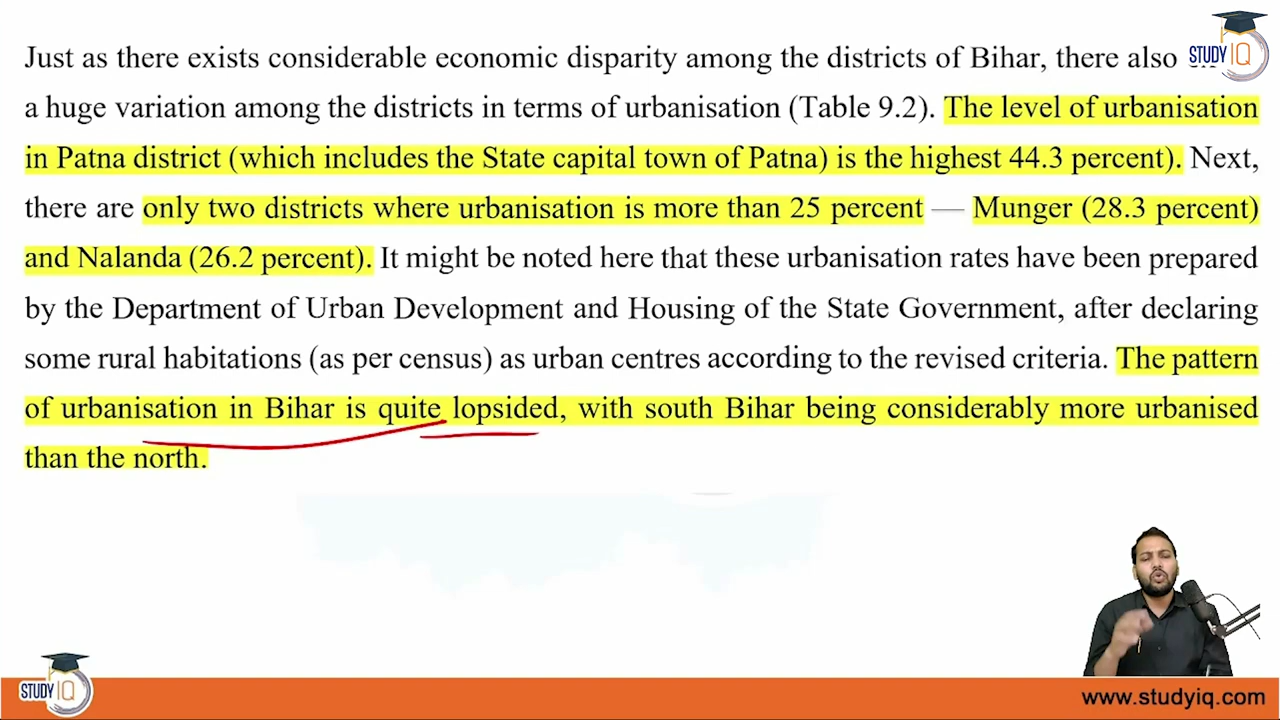 Just as there exists considerable economic disparity among the districts of Bihar, there also
a huge variation among the districts in terms of urbanisation (Table 9.2). The level of urbanisation
in Patna district (which includes the State capital town of Patna) is the highest 44.3 percent). Next,
there are only two districts where urbanisation is more than 25 percent — Munger (28.3 percent)
and Nalanda (26.2 percent). It might be noted here that these urbanisation rates have been prepared
by the Department of Urban Development and Housing of the State Government, after declaring
some rural habitations (as per census) as urban centres according to the revised criteria. The pattern
of urbanisation in Bihar is quite lopsided, with south Bihar being considerably more urbanised
than the north.
STUDY IQ
STUDY IQ
www.studyiq.com